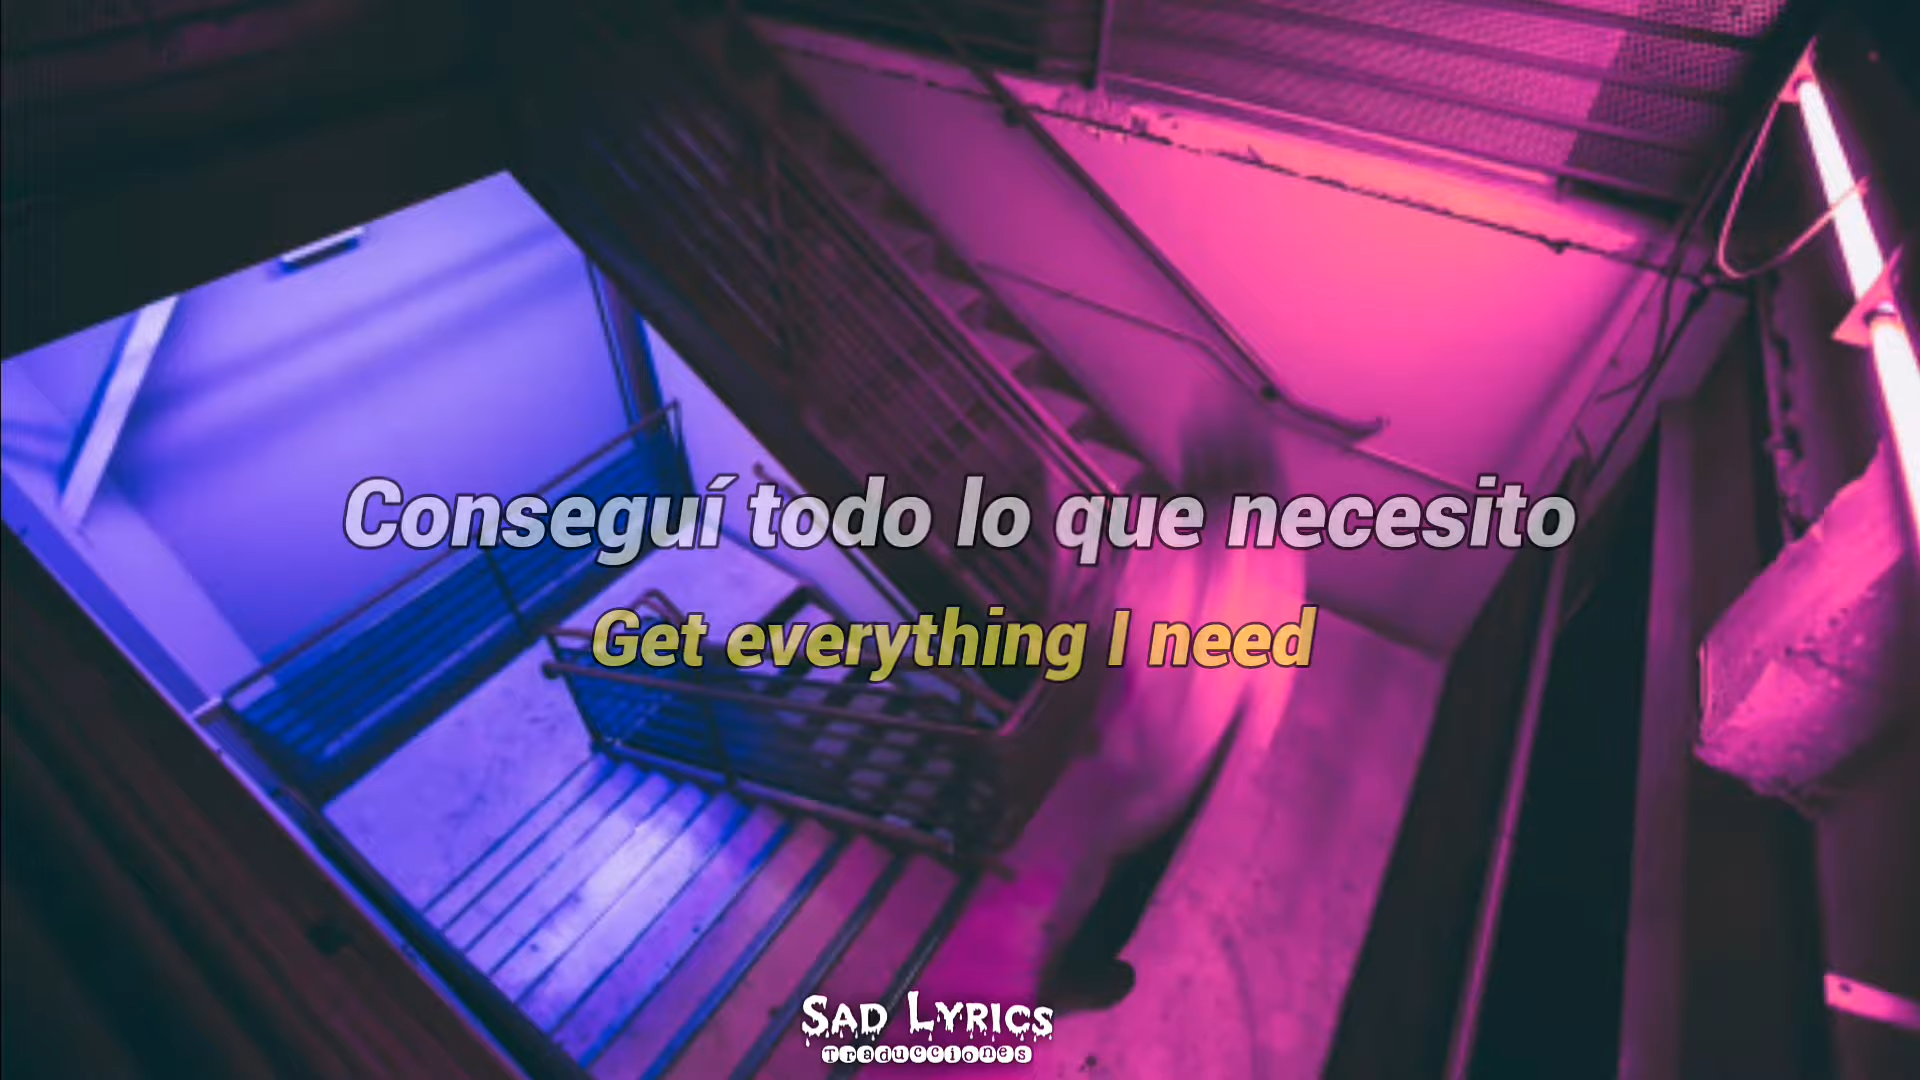 Conseguí todo lo que necesito
Get everything I need
SAD LYRICS
Traducciones